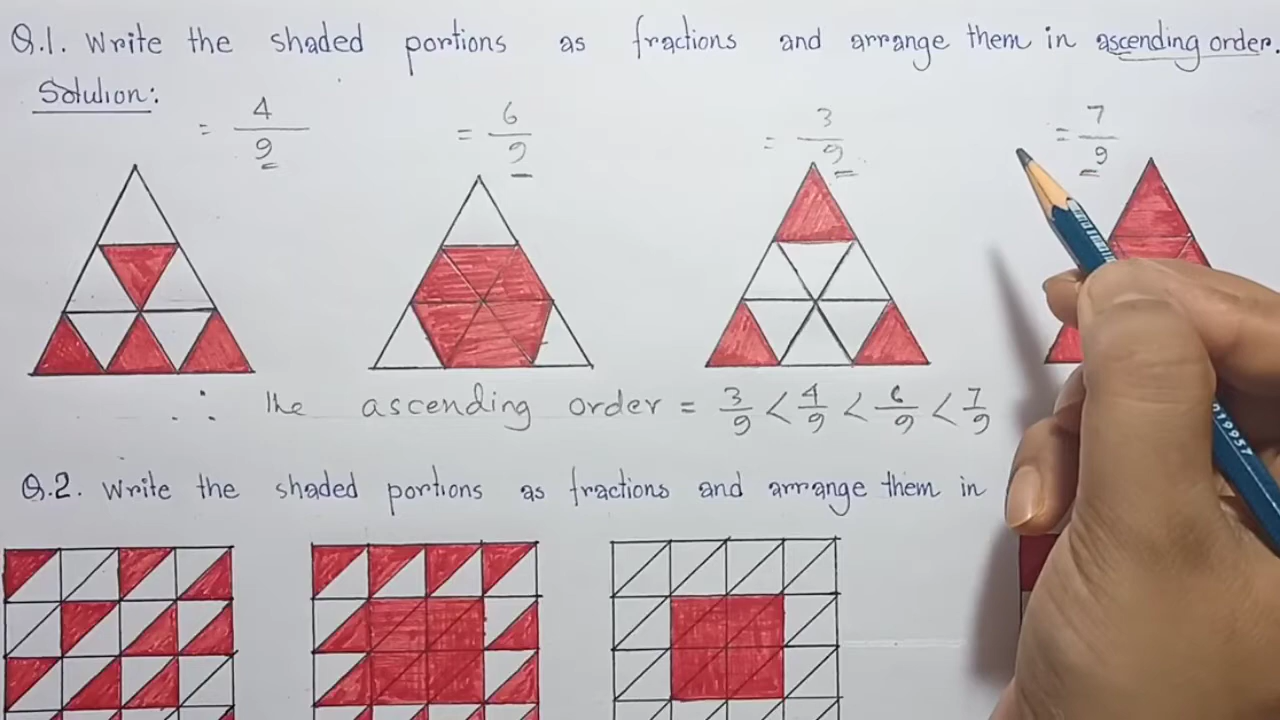 Q.1. Write the shaded portions as fractions and arrange them in ascending order.
Solution:
= 4/9 = 6/9 = 3/9 = 7/9
∴ The ascending order = 3/9 < 4/9 < 6/9 < 7/9
Q.2. Write the shaded portions as fractions and arrange them in
019957